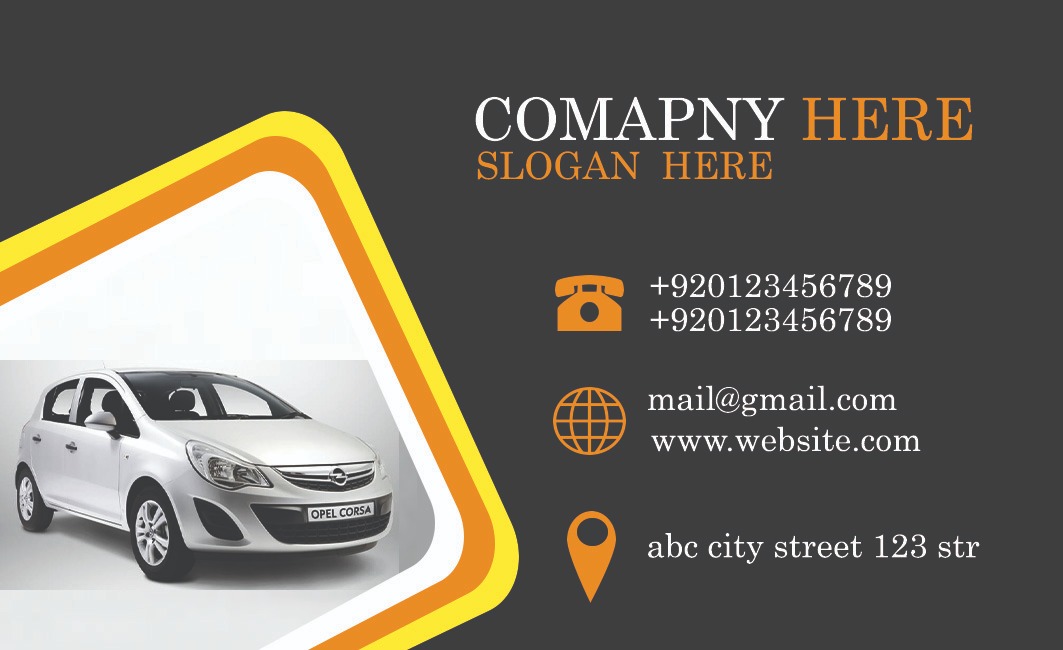 COMAPNY HERE
SLOGAN HERE
+920123456789
+920123456789
mail@gmail.com
www.website.com
abc city street 123 str
OPEL CORSA